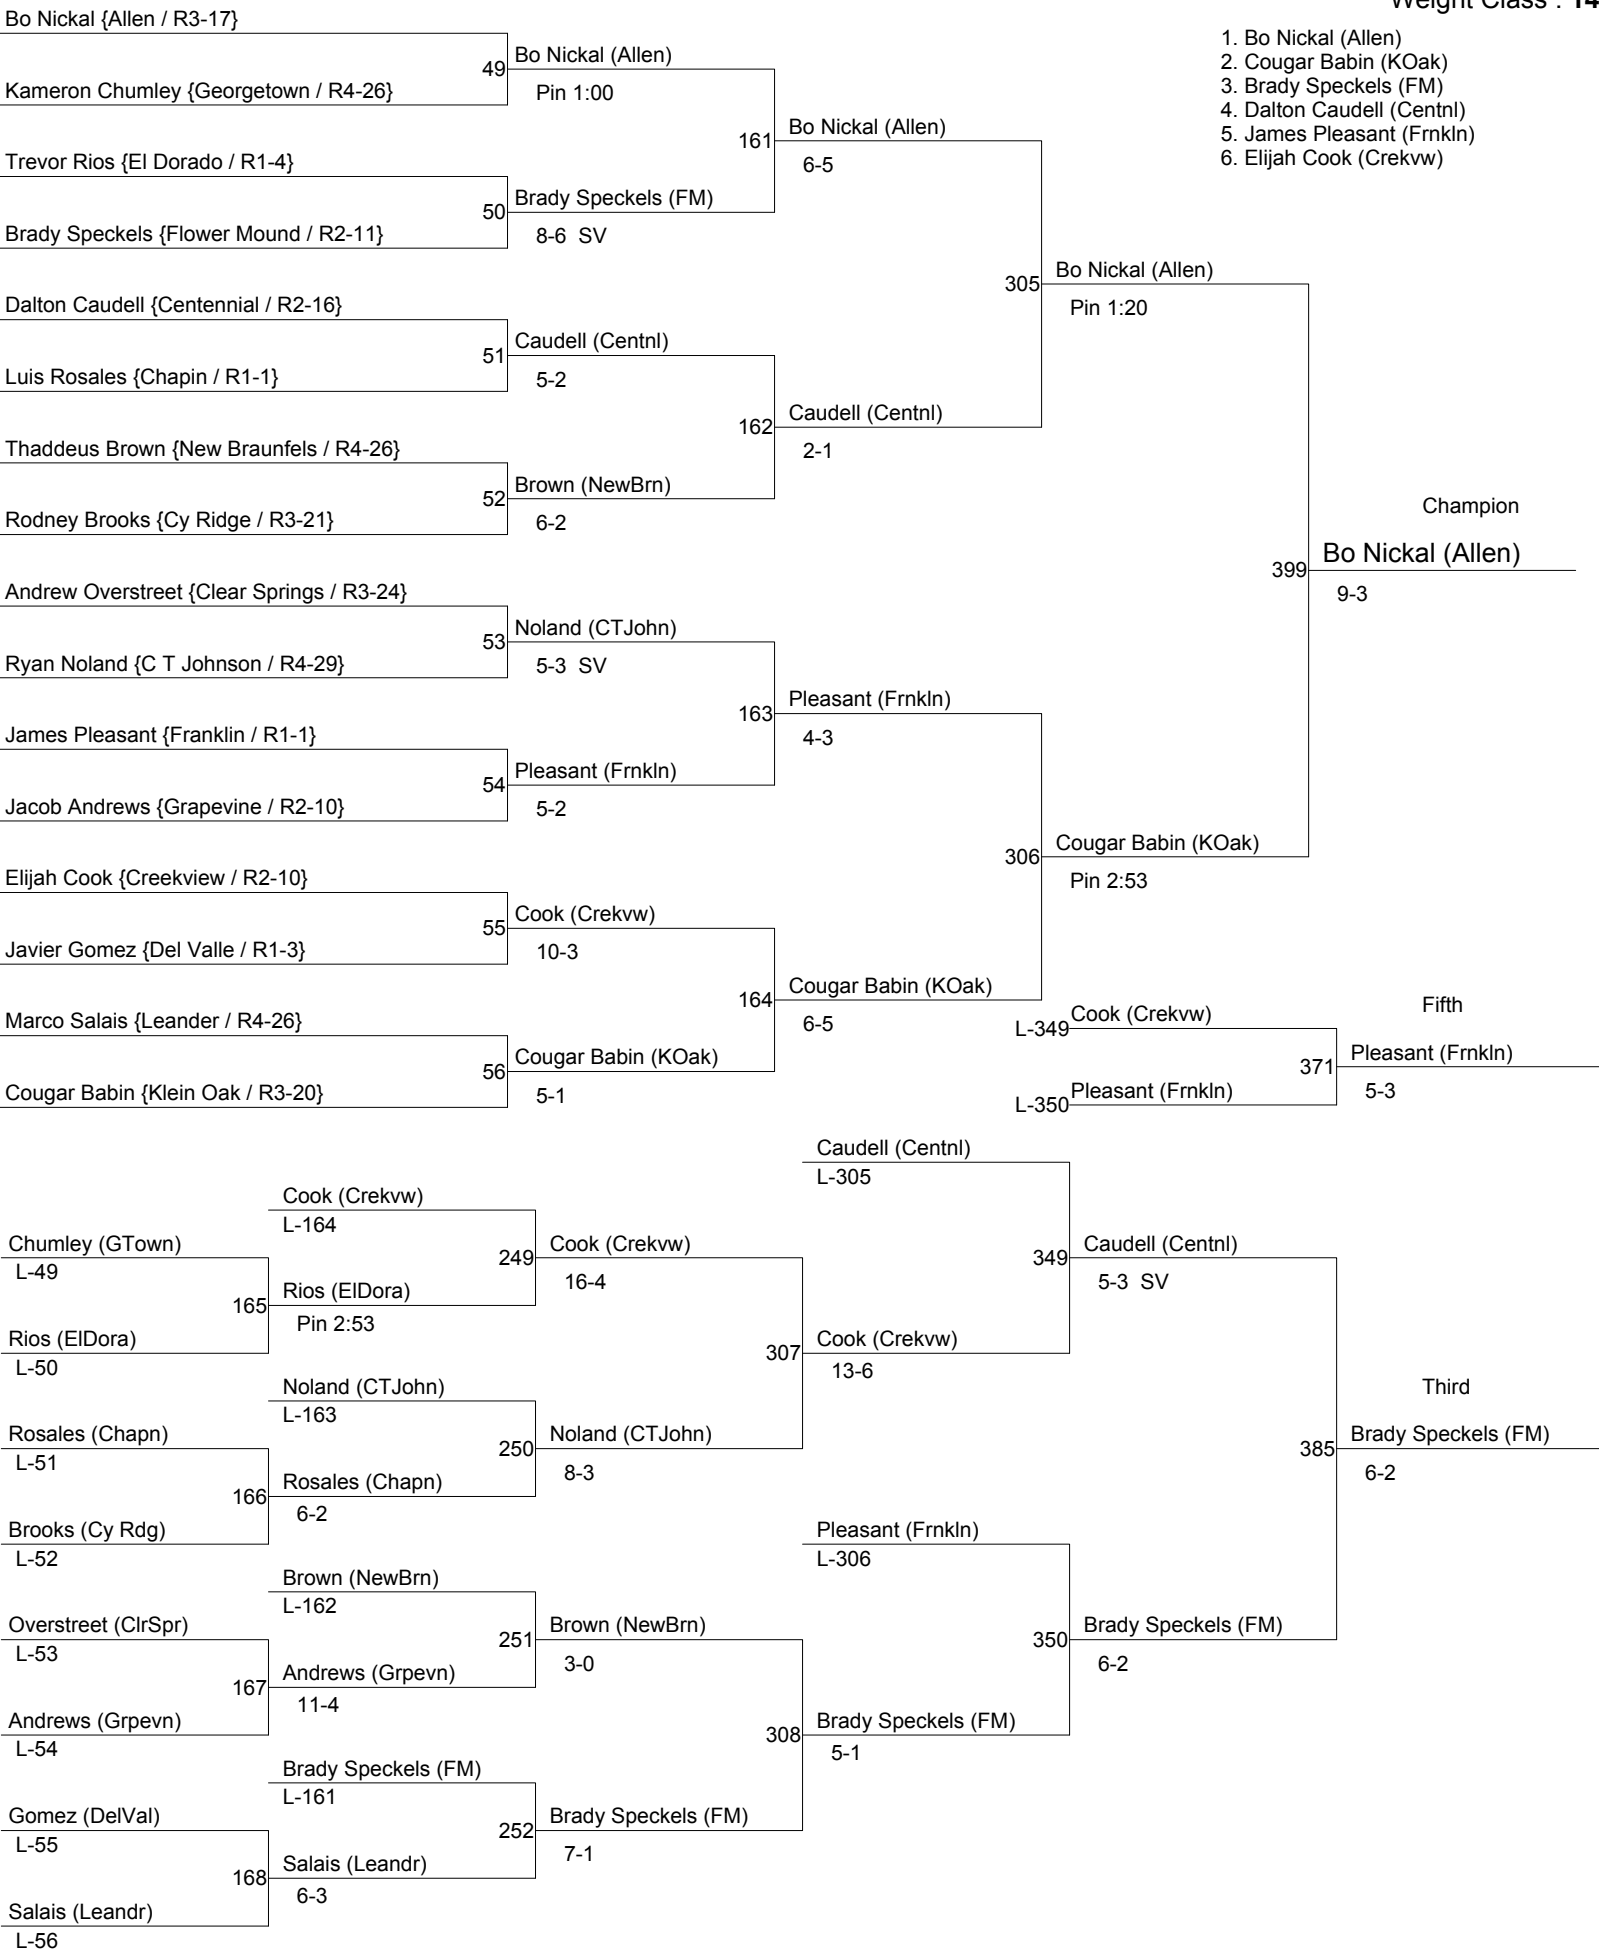 Weight Class : 14
1. Bo Nickal (Allen)
2. Cougar Babin (KOak)
3. Brady Speckels (FM)
4. Dalton Caudell (Centnl)
5. James Pleasant (Frnkln)
6. Elijah Cook (Crekvw)
Bo Nickal {Allen / R3-17}
49
Bo Nickal (Allen)
Pin 1:00
Kameron Chumley {Georgetown / R4-26}
161
Bo Nickal (Allen)
6-5
Trevor Rios {El Dorado / R1-4}
50
Brady Speckels (FM)
8-6 SV
Brady Speckels {Flower Mound / R2-11}
305
Bo Nickal (Allen)
Pin 1:20
Dalton Caudell {Centennial / R2-16}
51
Caudell (Centnl)
5-2
Luis Rosales {Chapin / R1-1}
162
Caudell (Centnl)
2-1
Thaddeus Brown {New Braunfels / R4-26}
52
Brown (NewBrn)
6-2
Rodney Brooks {Cy Ridge / R3-21}
Champion
399
Bo Nickal (Allen)
9-3
Andrew Overstreet {Clear Springs / R3-24}
53
Noland (CTJohn)
5-3 SV
Ryan Noland {C T Johnson / R4-29}
163
Pleasant (Frnkln)
4-3
James Pleasant {Franklin / R1-1}
54
Pleasant (Frnkln)
5-2
Jacob Andrews {Grapevine / R2-10}
306
Cougar Babin (KOak)
Pin 2:53
Elijah Cook {Creekview / R2-10}
55
Cook (Crekvw)
10-3
Javier Gomez {Del Valle / R1-3}
164
Cougar Babin (KOak)
6-5
Marco Salais {Leander / R4-26}
56
Cougar Babin (KOak)
5-1
Cougar Babin {Klein Oak / R3-20}
L-349
Cook (Crekvw)
Fifth
371
Pleasant (Frnkln)
5-3
L-350
Pleasant (Frnkln)
Caudell (Centnl)
L-305
Cook (Crekvw)
L-164
Chumley (GTown)
L-49
249
Cook (Crekvw)
16-4
349
Caudell (Centnl)
5-3 SV
165
Rios (ElDora)
Pin 2:53
Rios (ElDora)
L-50
307
Cook (Crekvw)
13-6
Noland (CTJohn)
L-163
Third
Rosales (Chapn)
L-51
250
Noland (CTJohn)
8-3
385
Brady Speckels (FM)
6-2
166
Rosales (Chapn)
6-2
Brooks (Cy Rdg)
L-52
Pleasant (Frnkln)
L-306
Brown (NewBrn)
L-162
Overstreet (ClrSpr)
L-53
251
Brown (NewBrn)
3-0
350
Brady Speckels (FM)
6-2
167
Andrews (Grpevn)
11-4
Andrews (Grpevn)
L-54
308
Brady Speckels (FM)
5-1
Brady Speckels (FM)
L-161
Gomez (DelVal)
L-55
252
Brady Speckels (FM)
7-1
168
Salais (Leandr)
6-3
Salais (Leandr)
L-56